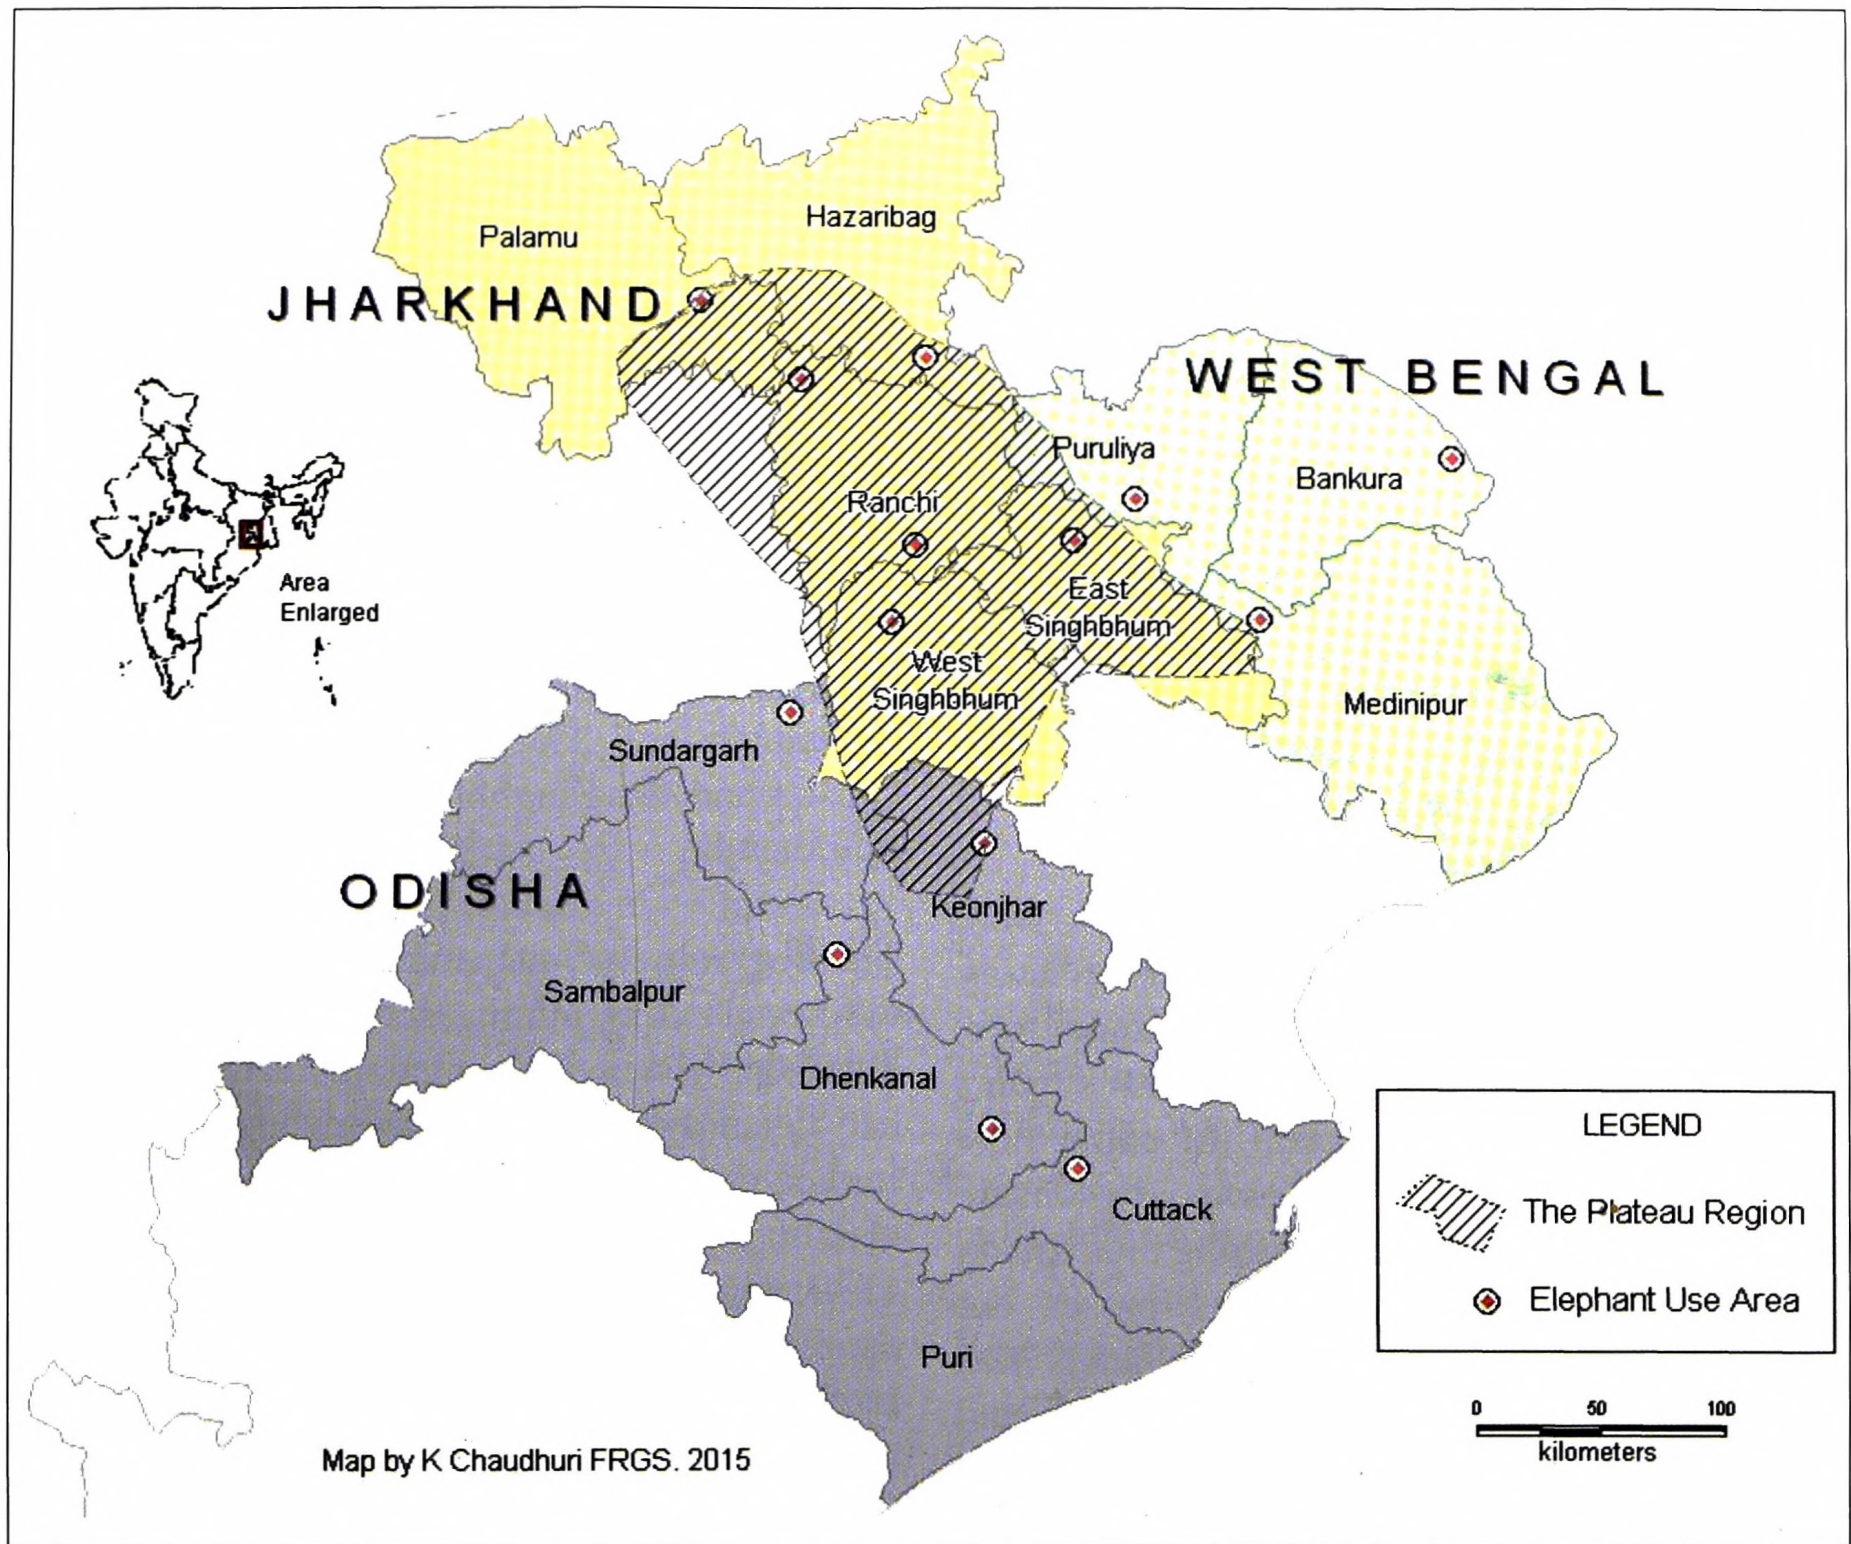 Hazaribag
Palamu
JHARKHAND
WEST BENGAL
Puruliya
Bankura
Ranchi
Area
Enlarged
East
Singhbhum
West
Singhbhum
Medinipur
Sundargarh
ODISHA
Keonjhar
Sambalpur
Dhenkanal
Cuttack
Puri
LEGEND
The Plateau Region
Elephant Use Area
0 50 100
kilometers
Map by K Chaudhuri FRGS. 2015